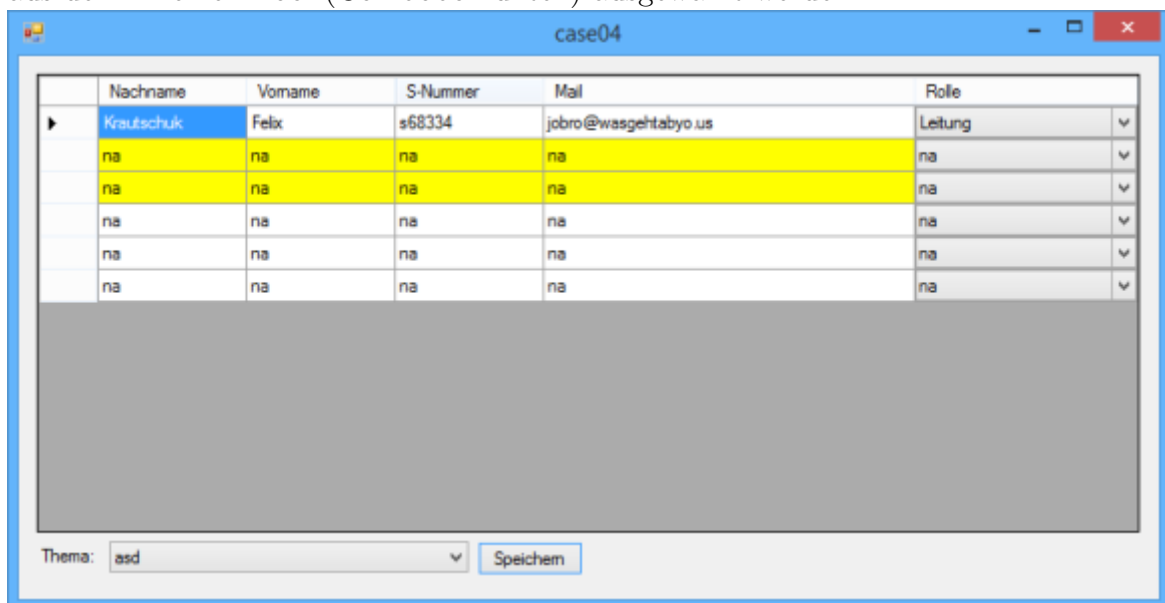 case04
Nachname Vorname S-Nummer Mail Rolle
Krautschuk Felix s68334 jobro@wasgehtabyo.us Leitung
na na na na na
na na na na na
na na na na na
na na na na na
na na na na na
Thema: asd Speichern